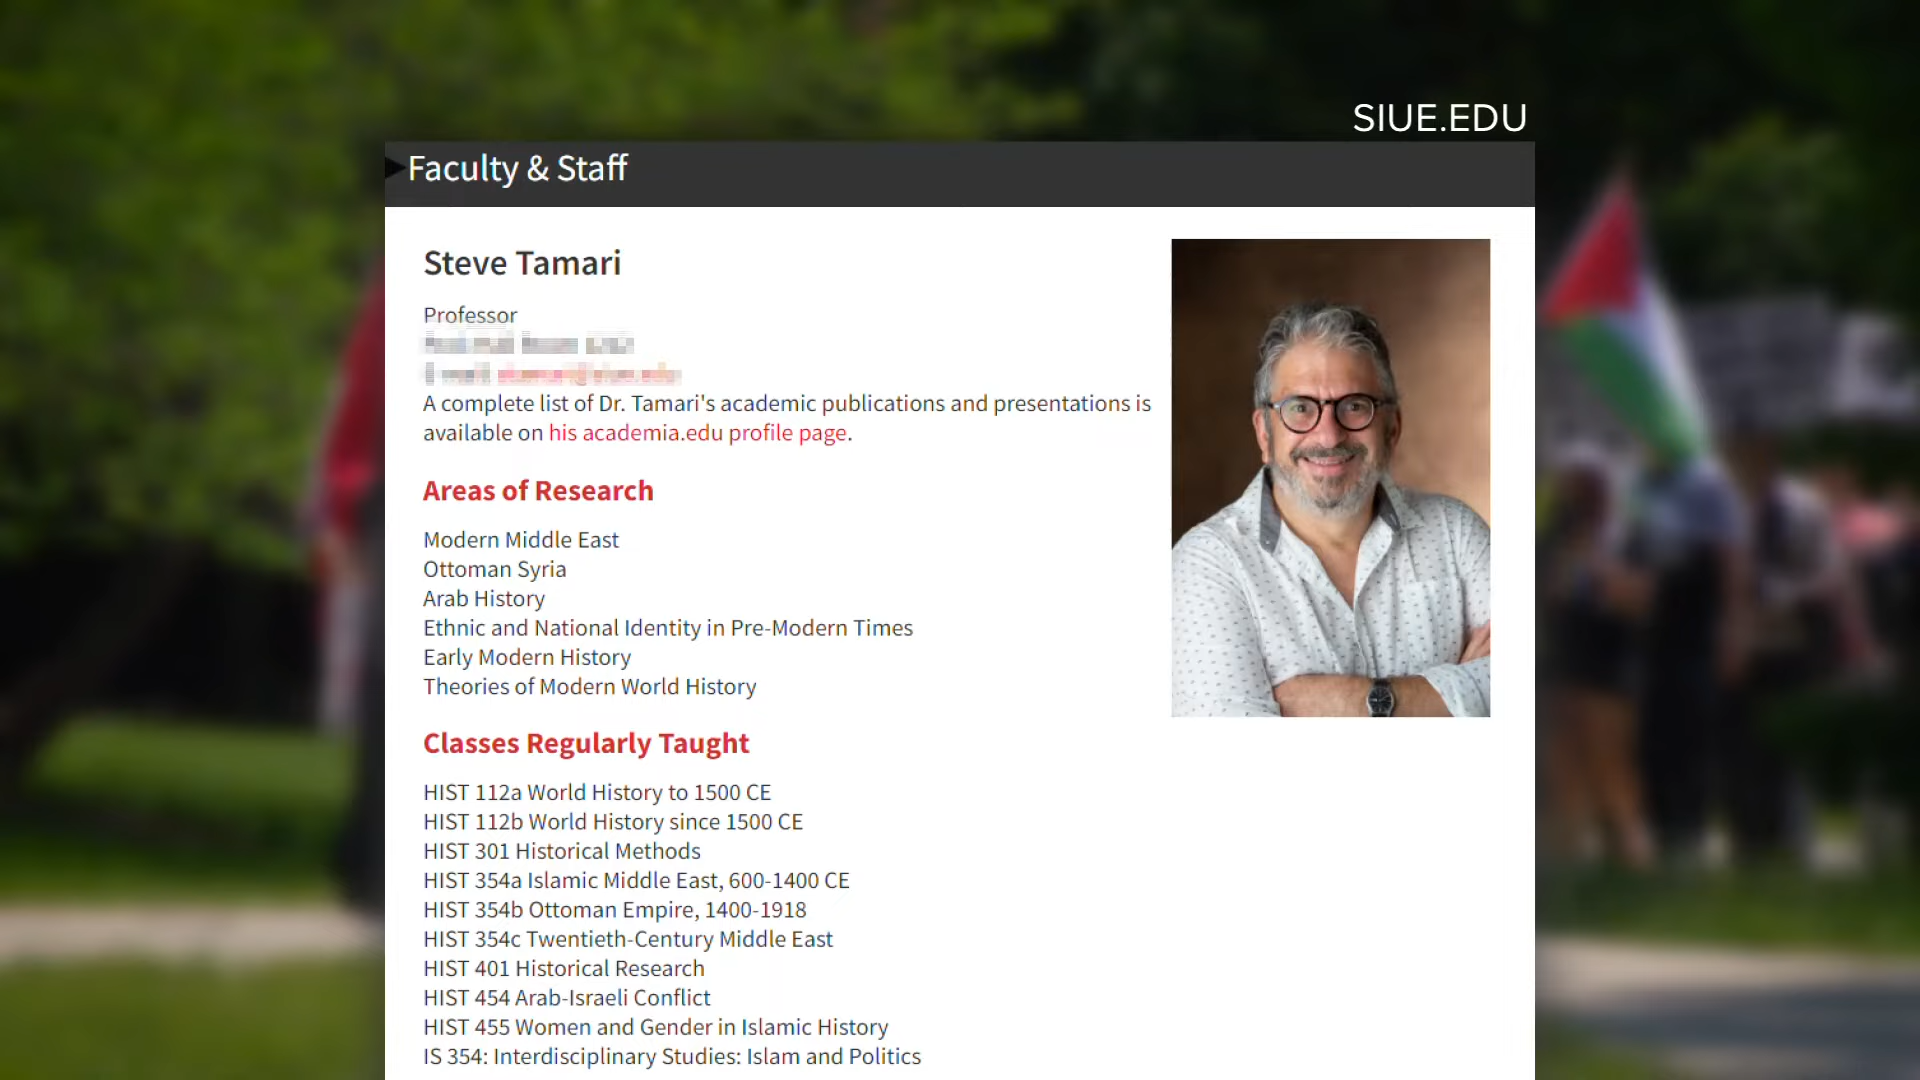 SIUE.EDU
Faculty & Staff
Steve Tamari
Professor
A complete list of Dr. Tamari's academic publications and presentations is
available on his academia.edu profile page.
Areas of Research
Modern Middle East
Ottoman Syria
Arab History
Ethnic and National Identity in Pre-Modern Times
Early Modern History
Theories of Modern World History
Classes Regularly Taught
HIST 112a World History to 1500 CE
HIST 112b World History since 1500 CE
HIST 301 Historical Methods
HIST 354a Islamic Middle East, 600-1400 CE
HIST 354b Ottoman Empire, 1400-1918
HIST 354c Twentieth-Century Middle East
HIST 401 Historical Research
HIST 454 Arab-Israeli Conflict
HIST 455 Women and Gender in Islamic History
IS 354: Interdisciplinary Studies: Islam and Politics